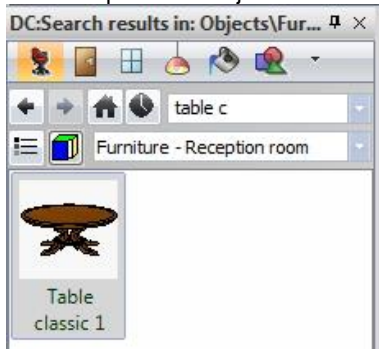 DC:Search results in: Objects\Fur...
table c
Furniture - Reception room
Table
classic 1